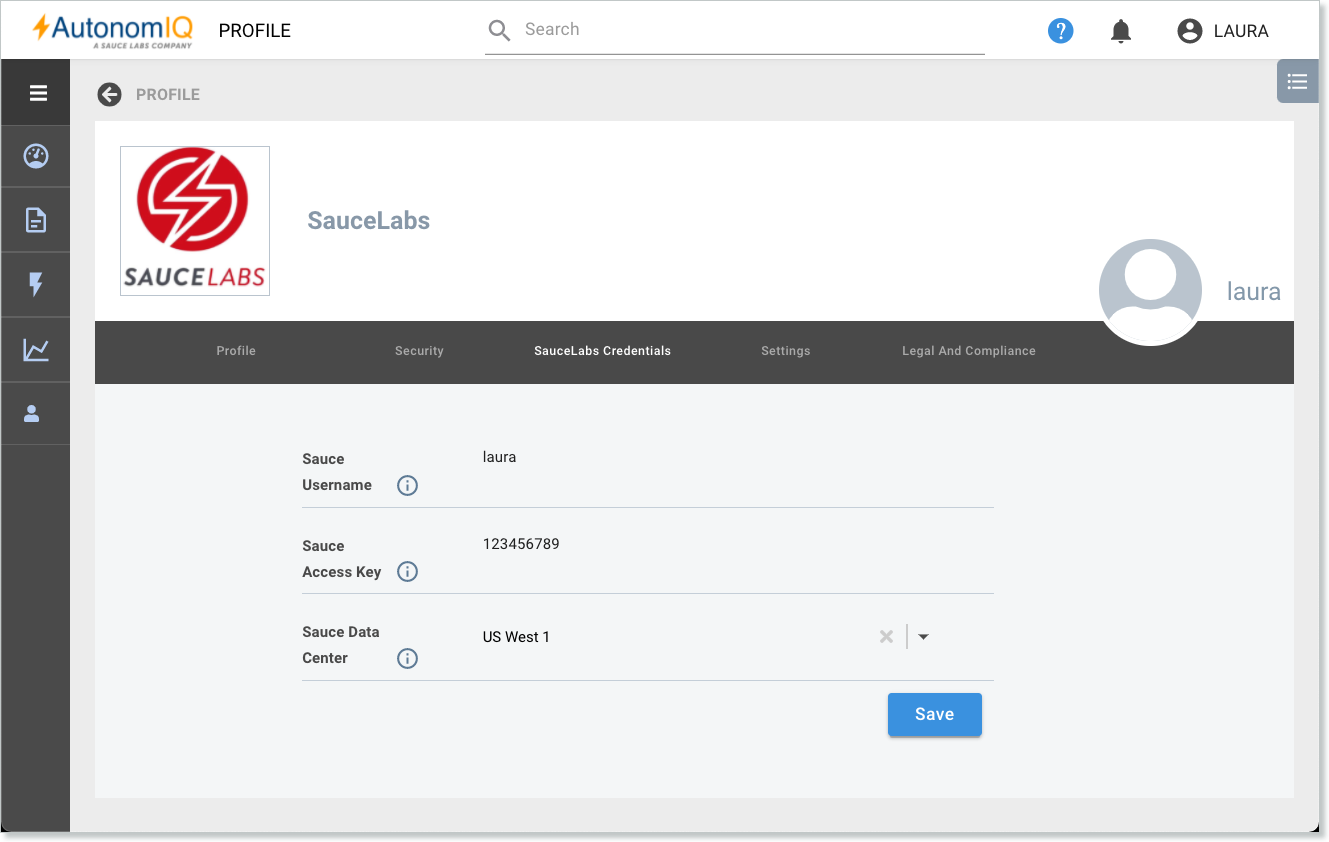 AutonomIQ
A SAUCE LABS COMPANY
PROFILE
Search
?
LAURA
PROFILE
SAUCELABS
SauceLabs
laura
Profile
Security
SauceLabs Credentials
Settings
Legal And Compliance
Sauce
Username
laura
Sauce
Access Key
123456789
Sauce Data
Center
US West 1
Save